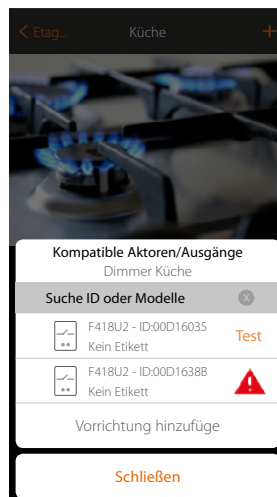 < Etag... Küche +
Kompatible Aktoren/Ausgänge
Dimmer Küche
Suche ID oder Modelle X
F418U2 - ID:00D16035
Kein Etikett
Test
F418U2 - ID:00D1638B
Kein Etikett
Vorrichtung hinzufüge
Schließen